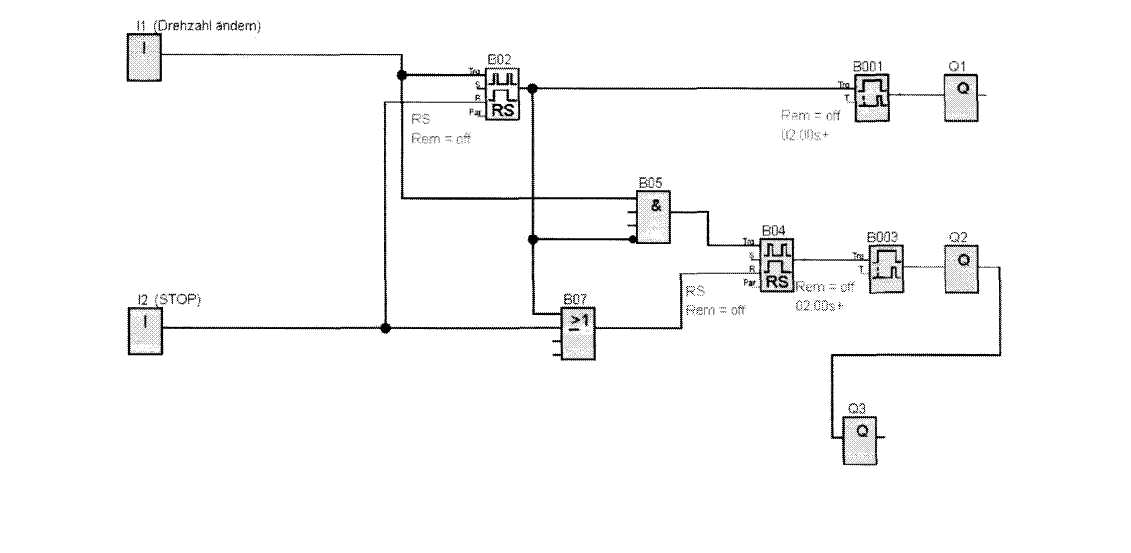 I1 (Drehzahl ändern)
I
B02
Trg
S
R
Par
RS
RS
Rem = off
B001
Trg
T
Rem = off
02:00s+
Q1
Q
B05
&
B04
Trg
S
R
Par
RS
RS
Rem = off
B003
Trg
T
Rem = off
02:00s+
Q2
Q
I2 (STOP)
I
B07
≥1
Q3
Q